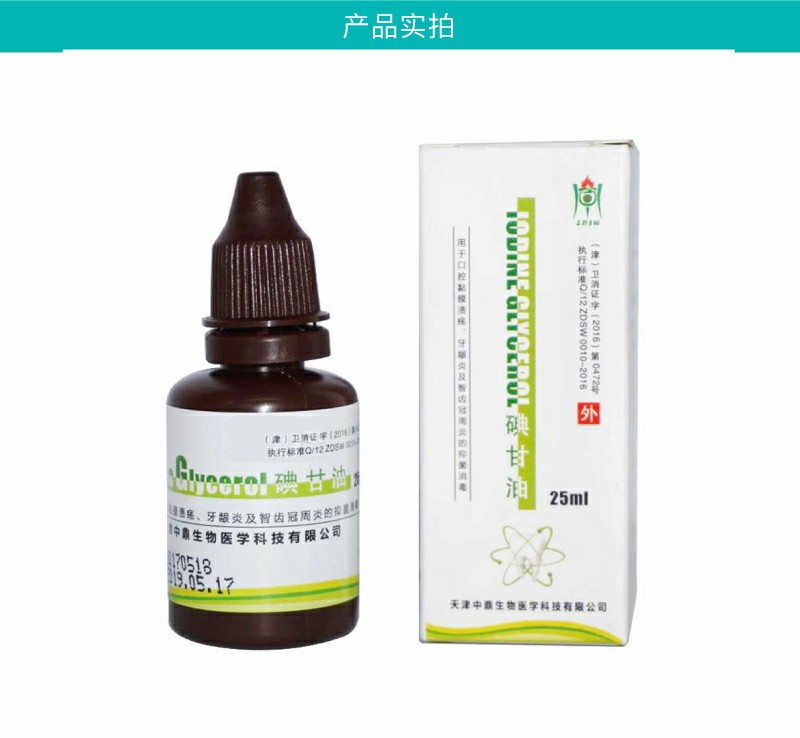 产品实拍
ZDSW
(津)卫消证字(2016)第0472号
执行标准Q/12 ZDSW 0010-2016
外
IODINE GLYCEROL 碘甘油
用于口腔黏膜溃疡、牙龈炎及智齿冠周炎的抑菌消毒
25ml
天津中鼎生物医学科技有限公司
(津)卫消证字(2016)第
执行标准Q/12 ZDSW 0010-2
Glycerol 碘甘油 2
膜溃疡、牙龈炎及智齿冠周炎的抑菌消
中鼎生物医学科技有限公司
170518
019.05.17